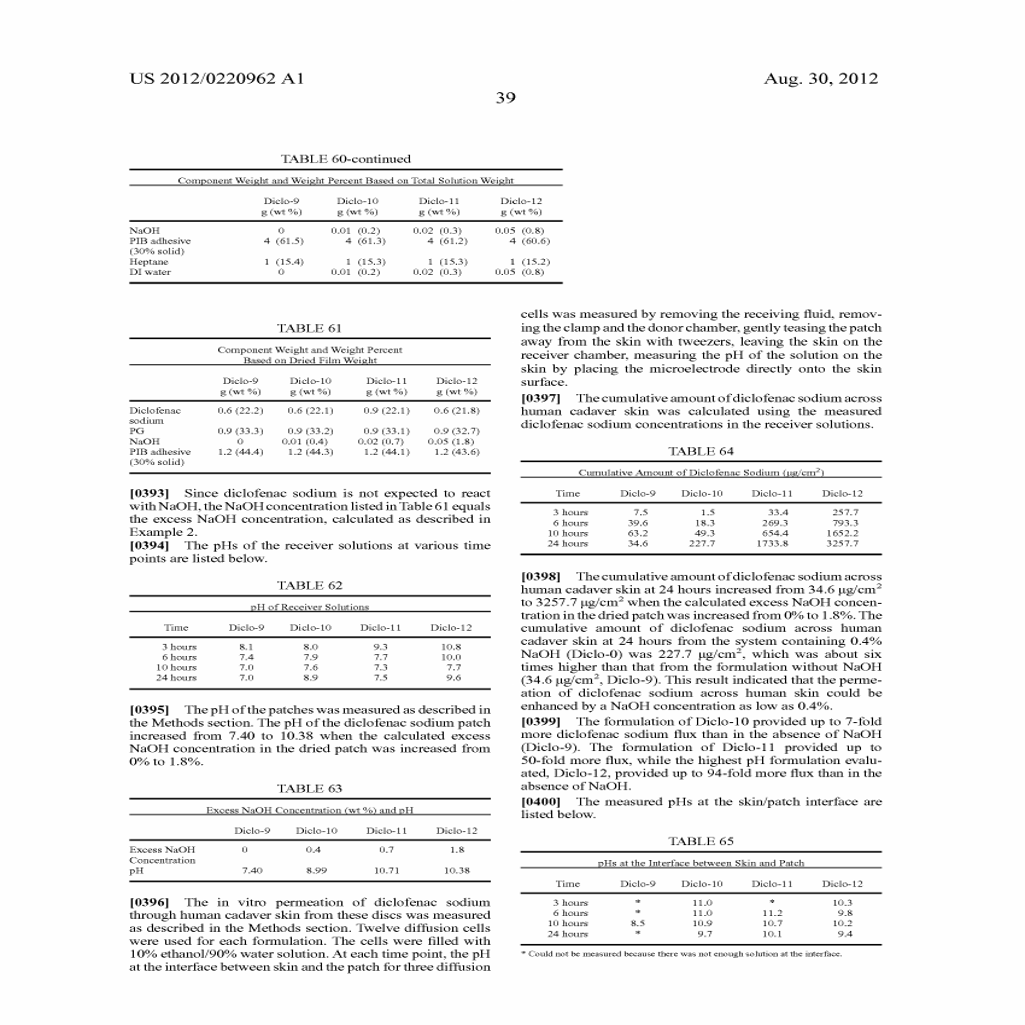 US 2012/0220962 A1
Aug. 30, 2012
39
TABLE 60-continued
Component Weight and Weight Percent Based on Total Solution Weight
Diclo-9 Diclo-10 Diclo-11 Diclo-12
g (wt %) g (wt %) g (wt %) g (wt %)
NaOH 0 0.01 (0.2) 0.02 (0.3) 0.05 (0.8)
PIB adhesive 4 (61.5) 4 (61.3) 4 (61.2) 4 (60.6)
(30% solid)
Heptane 1 (15.4) 1 (15.3) 1 (15.3) 1 (15.2)
DI water 0 0.01 (0.2) 0.02 (0.3) 0.05 (0.8)
TABLE 61
Component Weight and Weight Percent
Based on Dried Film Weight
Diclo-9 Diclo-10 Diclo-11 Diclo-12
g (wt %) g (wt %) g (wt %) g (wt %)
Diclofenac 0.6 (22.2) 0.6 (22.1) 0.9 (22.1) 0.6 (21.8)
sodium
PG 0.9 (33.3) 0.9 (33.2) 0.9 (33.1) 0.9 (32.7)
NaOH 0 0.01 (0.4) 0.02 (0.7) 0.05 (1.8)
PIB adhesive 1.2 (44.4) 1.2 (44.3) 1.2 (44.1) 1.2 (43.6)
(30% solid)
[0393] Since diclofenac sodium is not expected to react
with NaOH, the NaOH concentration listed in Table 61 equals
the excess NaOH concentration, calculated as described in
Example 2.
[0394] The pHs of the receiver solutions at various time
points are listed below.
TABLE 62
pH of Receiver Solutions
Time Diclo-9 Diclo-10 Diclo-11 Diclo-12
3 hours 8.1 8.0 9.3 10.8
6 hours 7.4 7.9 7.7 10.0
10 hours 7.0 7.6 7.3 7.7
24 hours 7.0 8.9 7.5 9.6
[0395] The pH of the patches was measured as described in
the Methods section. The pH of the diclofenac sodium patch
increased from 7.40 to 10.38 when the calculated excess
NaOH concentration in the dried patch was increased from
0% to 1.8%.
TABLE 63
Excess NaOH Concentration (wt %) and pH
Diclo-9 Diclo-10 Diclo-11 Diclo-12
Excess NaOH 0 0.4 0.7 1.8
Concentration
pH 7.40 8.99 10.71 10.38
[0396] The in vitro permeation of diclofenac sodium
through human cadaver skin from these discs was measured
as described in the Methods section. Twelve diffusion cells
were used for each formulation. The cells were filled with
10% ethanol/90% water solution. At each time point, the pH
at the interface between skin and the patch for three diffusion
cells was measured by removing the receiving fluid, remov-
ing the clamp and the donor chamber, gently teasing the patch
away from the skin with tweezers, leaving the skin on the
receiver chamber, measuring the pH of the solution on the
skin by placing the microelectrode directly onto the skin
surface.
[0397] The cumulative amount of diclofenac sodium across
human cadaver skin was calculated using the measured
diclofenac sodium concentrations in the receiver solutions.
TABLE 64
Cumulative Amount of Diclofenac Sodium (μg/cm²)
Time Diclo-9 Diclo-10 Diclo-11 Diclo-12
3 hours 7.5 1.5 33.4 257.7
6 hours 39.6 18.3 269.3 793.3
10 hours 63.2 49.3 654.4 1652.2
24 hours 34.6 227.7 1733.8 3257.7
[0398] The cumulative amount of diclofenac sodium across
human cadaver skin at 24 hours increased from 34.6 μg/cm²
to 3257.7 μg/cm² when the calculated excess NaOH concen-
tration in the dried patch was increased from 0% to 1.8%. The
cumulative amount of diclofenac sodium across human
cadaver skin at 24 hours from the system containing 0.4%
NaOH (Diclo-0) was 227.7 μg/cm², which was about six
times higher than that from the formulation without NaOH
(34.6 μg/cm², Diclo-9). This result indicated that the perme-
ation of diclofenac sodium across human skin could be
enhanced by a NaOH concentration as low as 0.4%.
[0399] The formulation of Diclo-10 provided up to 7-fold
more diclofenac sodium flux than in the absence of NaOH
(Diclo-9). The formulation of Diclo-11 provided up to
50-fold more flux, while the highest pH formulation evalu-
ated, Diclo-12, provided up to 94-fold more flux than in the
absence of NaOH.
[0400] The measured pHs at the skin/patch interface are
listed below.
TABLE 65
pHs at the Interface between Skin and Patch
Time Diclo-9 Diclo-10 Diclo-11 Diclo-12
3 hours * 11.0 * 10.3
6 hours * 11.0 11.2 9.8
10 hours 8.5 10.9 10.7 10.2
24 hours * 9.7 10.1 9.4
* Could not be measured because there was not enough solution at the interface.